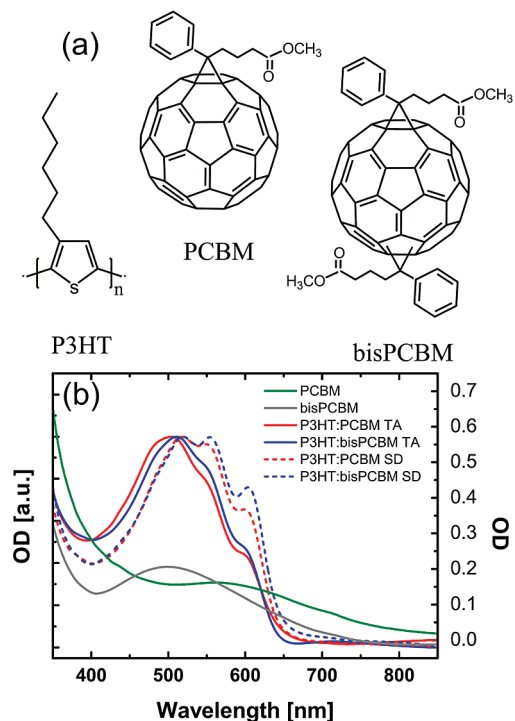 (a)
OCH3
O
O
OCH3
PCBM
S
n
O
H3CO
P3HT
bisPCBM
(b)
PCBM
bisPCBM
P3HT:PCBM TA
P3HT:bisPCBM TA
P3HT:PCBM SD
P3HT:bisPCBM SD
0.7
0.6
0.5
0.4
0.3
0.2
0.1
0.0
OD [a.u.]
OD
400 500 600 700 800
Wavelength [nm]